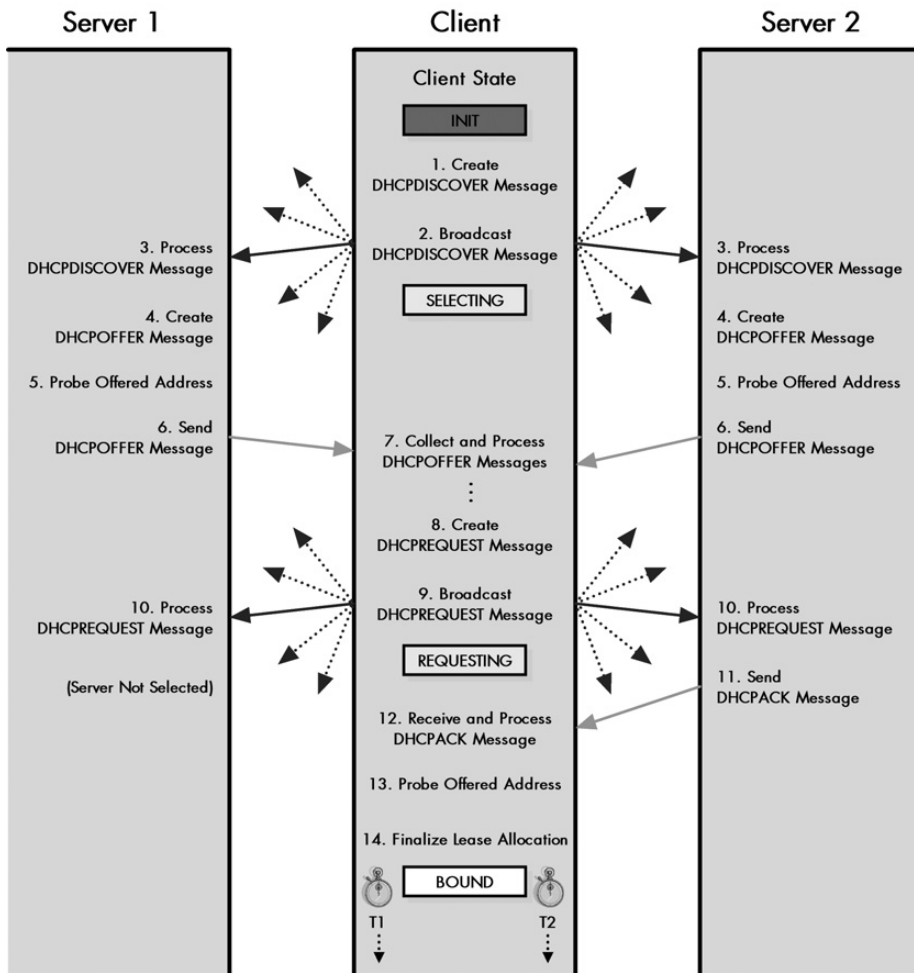 Server 1
Client
Server 2
Client State
INIT
1. Create
DHCPDISCOVER Message
2. Broadcast
DHCPDISCOVER Message
3. Process
DHCPDISCOVER Message
3. Process
DHCPDISCOVER Message
SELECTING
4. Create
DHCPOFFER Message
4. Create
DHCPOFFER Message
5. Probe Offered Address
5. Probe Offered Address
6. Send
DHCPOFFER Message
6. Send
DHCPOFFER Message
7. Collect and Process
DHCPOFFER Messages
8. Create
DHCPREQUEST Message
9. Broadcast
DHCPREQUEST Message
10. Process
DHCPREQUEST Message
10. Process
DHCPREQUEST Message
REQUESTING
(Server Not Selected)
11. Send
DHCPACK Message
12. Receive and Process
DHCPACK Message
13. Probe Offered Address
14. Finalize Lease Allocation
BOUND
T1
T2